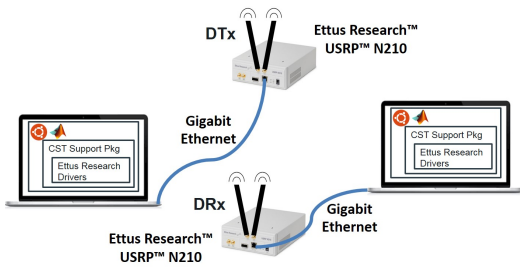 DTx
Ettus Research™
USRP™ N210
Gigabit
Ethernet
CST Support Pkg
Ettus Research
Drivers
CST Support Pkg
Ettus Research
Drivers
DRx
Gigabit
Ethernet
Ettus Research™
USRP™ N210